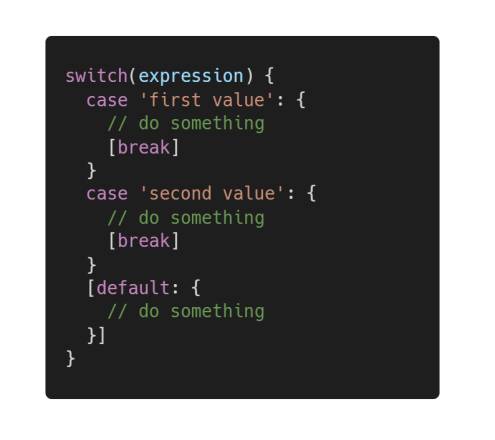 switch(expression) {
  case 'first value': {
    // do something
    [break]
  }
  case 'second value': {
    // do something
    [break]
  }
  [default: {
    // do something
  }]
}